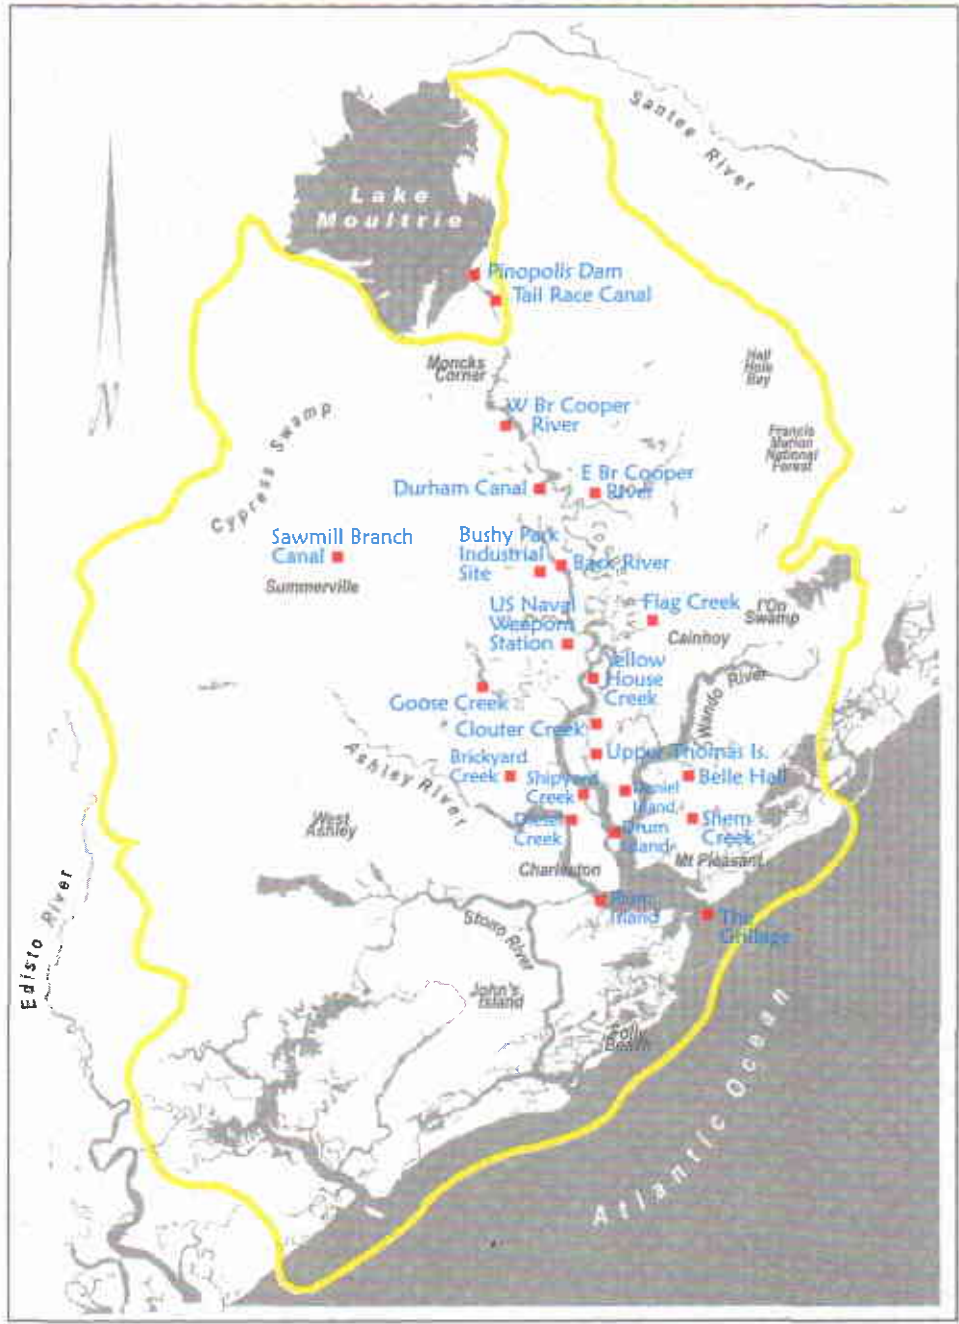 Santee River
Lake
Moultrie
Pinopolis Dam
Tail Race Canal
Moncks
Corner
Hell
Hole
Bay
W Br Cooper
River
Cypress Swamp
Francis
Marion
National
Forest
E Br Cooper
River
Durham Canal
Sawmill Branch
Canal
Summerville
Bushy Park
Industrial
Site
Back River
US Naval
Weapons
Station
Flag Creek
I'On
Swamp
Cainhoy
Yellow
House
Creek
Wando River
Goose Creek
Clouter Creek
Ashley River
Brickyard
Creek
Upper Thomas Is.
Shipyard
Creek
Belle Hall
Daniel
Island
West
Ashley
Diesel
Creek
Drum
Island
Shem
Creek
Mt Pleasant
Charleston
Edisto River
Plum
Island
The
Grillage
Stono River
John's
Island
Folly
Beach
Atlantic Ocean
N